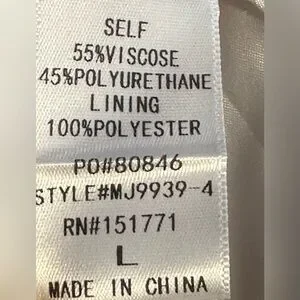 SELF
55%VISCOSE
45%POLYURETHANE
LINING
100%POLYESTER
PO#80846
STYLE#MJ9939-4
RN#151771
L
MADE IN CHINA